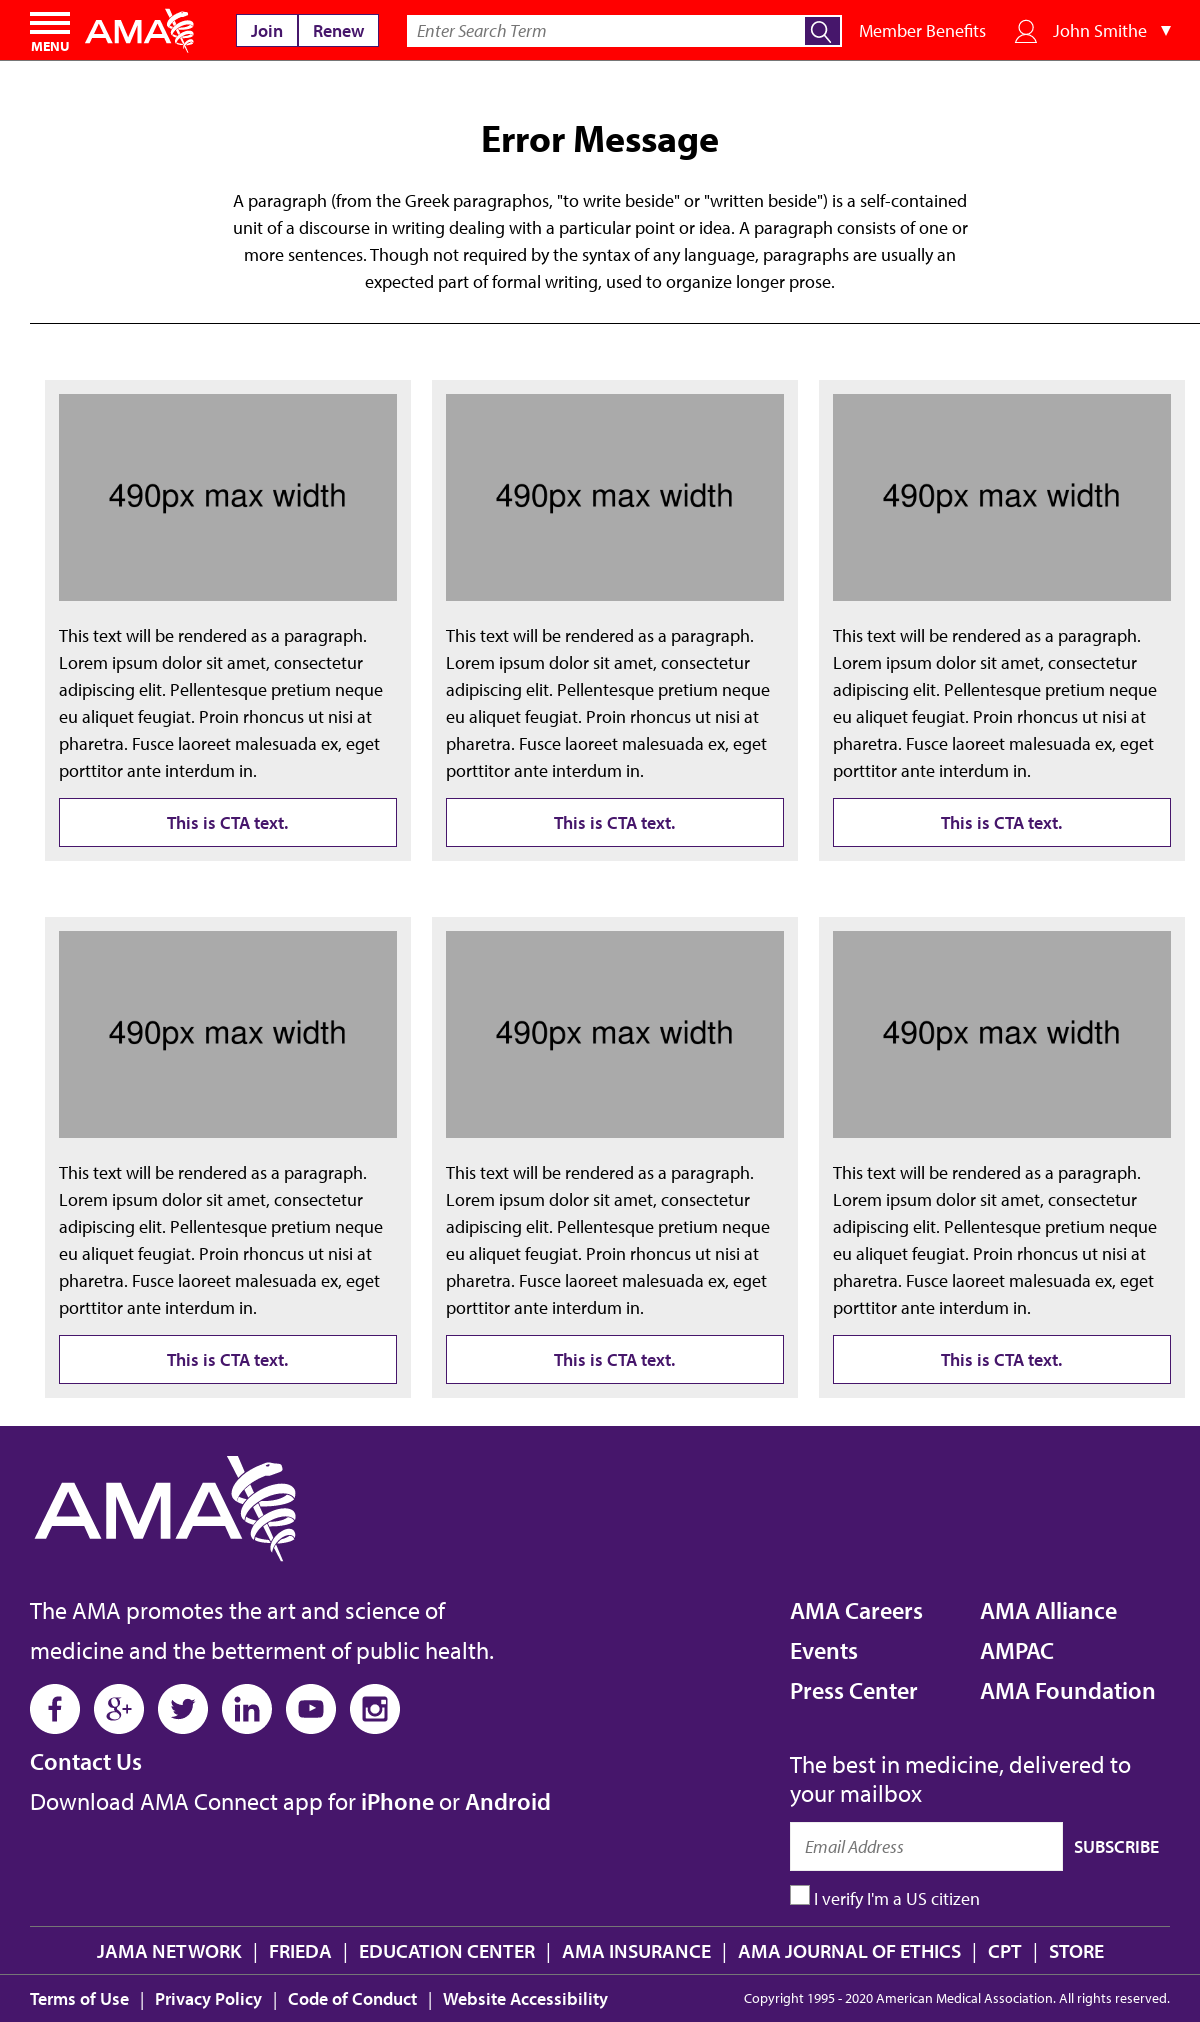 MENU
AMA
Join
Renew
Enter Search Term
Member Benefits
John Smithe
Error Message
A paragraph (from the Greek paragraphos, "to write beside" or "written beside") is a self-contained
unit of a discourse in writing dealing with a particular point or idea. A paragraph consists of one or
more sentences. Though not required by the syntax of any language, paragraphs are usually an
expected part of formal writing, used to organize longer prose.
490px max width
This text will be rendered as a paragraph.
Lorem ipsum dolor sit amet, consectetur
adipiscing elit. Pellentesque pretium neque
eu aliquet feugiat. Proin rhoncus ut nisi at
pharetra. Fusce laoreet malesuada ex, eget
porttitor ante interdum in.
This is CTA text.
490px max width
This text will be rendered as a paragraph.
Lorem ipsum dolor sit amet, consectetur
adipiscing elit. Pellentesque pretium neque
eu aliquet feugiat. Proin rhoncus ut nisi at
pharetra. Fusce laoreet malesuada ex, eget
porttitor ante interdum in.
This is CTA text.
490px max width
This text will be rendered as a paragraph.
Lorem ipsum dolor sit amet, consectetur
adipiscing elit. Pellentesque pretium neque
eu aliquet feugiat. Proin rhoncus ut nisi at
pharetra. Fusce laoreet malesuada ex, eget
porttitor ante interdum in.
This is CTA text.
490px max width
This text will be rendered as a paragraph.
Lorem ipsum dolor sit amet, consectetur
adipiscing elit. Pellentesque pretium neque
eu aliquet feugiat. Proin rhoncus ut nisi at
pharetra. Fusce laoreet malesuada ex, eget
porttitor ante interdum in.
This is CTA text.
490px max width
This text will be rendered as a paragraph.
Lorem ipsum dolor sit amet, consectetur
adipiscing elit. Pellentesque pretium neque
eu aliquet feugiat. Proin rhoncus ut nisi at
pharetra. Fusce laoreet malesuada ex, eget
porttitor ante interdum in.
This is CTA text.
490px max width
This text will be rendered as a paragraph.
Lorem ipsum dolor sit amet, consectetur
adipiscing elit. Pellentesque pretium neque
eu aliquet feugiat. Proin rhoncus ut nisi at
pharetra. Fusce laoreet malesuada ex, eget
porttitor ante interdum in.
This is CTA text.
AMA
The AMA promotes the art and science of
medicine and the betterment of public health.
Contact Us
Download AMA Connect app for iPhone or Android
AMA Careers
Events
Press Center
AMA Alliance
AMPAC
AMA Foundation
The best in medicine, delivered to
your mailbox
Email Address
SUBSCRIBE
I verify I'm a US citizen
JAMA NETWORK | FRIEDA | EDUCATION CENTER | AMA INSURANCE | AMA JOURNAL OF ETHICS | CPT | STORE
Terms of Use | Privacy Policy | Code of Conduct | Website Accessibility
Copyright 1995 - 2020 American Medical Association. All rights reserved.